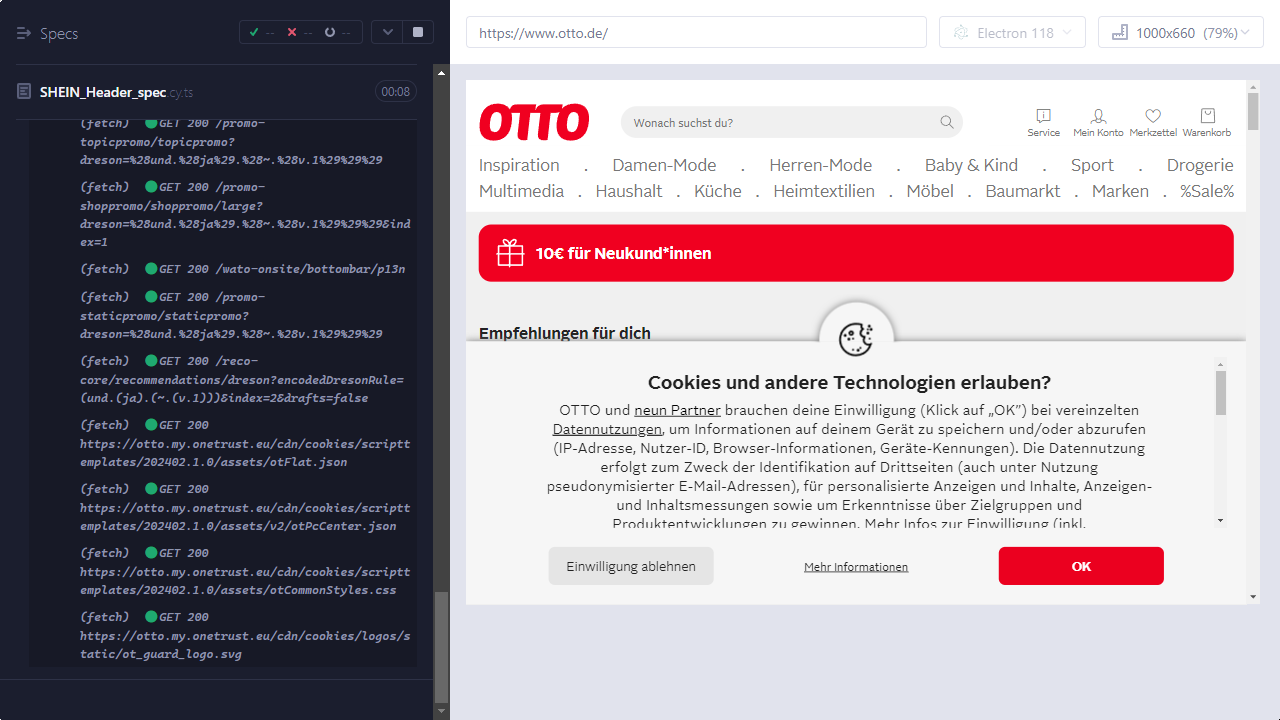 Specs
-- -- --
SHEIN_Header_spec.cy.ts 00:08
(fetch) GET 200 /promo-
topicpromo/topicpromo?
dreson=%28und.%28ja%29.%28~.%28v.1%29%29%29
(fetch) GET 200 /promo-
shoppromo/shoppromo/large?
dreson=%28und.%28ja%29.%28~.%28v.1%29%29%29&ind
ex=1
(fetch) GET 200 /wato-onsite/bottombar/p13n
(fetch) GET 200 /promo-
staticpromo/staticpromo?
dreson=%28und.%28ja%29.%28~.%28v.1%29%29%29
(fetch) GET 200 /reco-
core/recommendations/dreson?encodedDresonRule=
(und.(ja).(~.(v.1)))&index=2&drafts=false
(fetch) GET 200
https://otto.my.onetrust.eu/cdn/cookies/scriptt
emplates/202402.1.0/assets/otFlat.json
(fetch) GET 200
https://otto.my.onetrust.eu/cdn/cookies/scriptt
emplates/202402.1.0/assets/v2/otPcCenter.json
(fetch) GET 200
https://otto.my.onetrust.eu/cdn/cookies/scriptt
emplates/202402.1.0/assets/otCommonStyles.css
(fetch) GET 200
https://otto.my.onetrust.eu/cdn/cookies/logos/s
tatic/ot_guard_logo.svg
https://www.otto.de/ Electron 118 1000x660 (79%)
OTTO
Wonach suchst du?
Service Mein Konto Merkzettel Warenkorb
Inspiration . Damen-Mode . Herren-Mode . Baby & Kind . Sport . Drogerie
Multimedia . Haushalt . Küche . Heimtextilien . Möbel . Baumarkt . Marken . %Sale%
10€ für Neukund*innen
Empfehlungen für dich
Cookies und andere Technologien erlauben?
OTTO und neun Partner brauchen deine Einwilligung (Klick auf „OK”) bei vereinzelten
Datennutzungen, um Informationen auf deinem Gerät zu speichern und/oder abzurufen
(IP-Adresse, Nutzer-ID, Browser-Informationen, Geräte-Kennungen). Die Datennutzung
erfolgt zum Zweck der Identifikation auf Drittseiten (auch unter Nutzung
pseudonymisierter E-Mail-Adressen), für personalisierte Anzeigen und Inhalte, Anzeigen-
und Inhaltsmessungen sowie um Erkenntnisse über Zielgruppen und
Produktentwicklungen zu gewinnen. Mehr Infos zur Einwilligung (inkl.
Einwilligung ablehnen Mehr Informationen OK